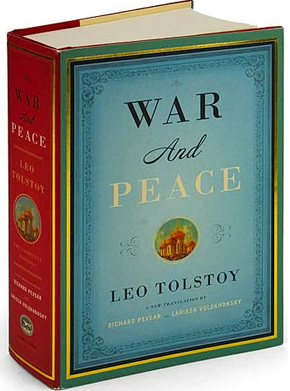 WAR
And
PEACE
LEO TOLSTOY
A NEW TRANSLATION BY
RICHARD PEVEAR AND LARISSA VOLOKHONSKY
WAR
And
PEACE
LEO
TOLSTOY
RICHARD PEVEAR
LARISSA VOLOKHONSKY